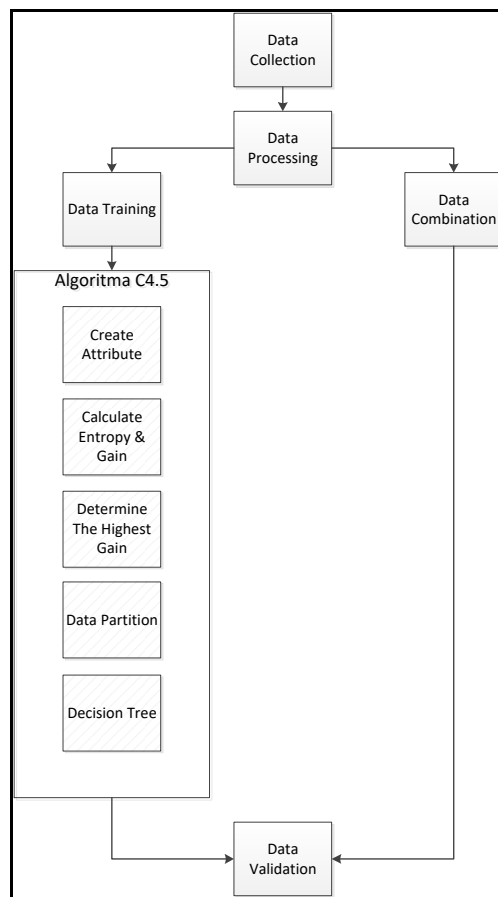 Data
Collection
Data
Processing
Data Training
Data
Combination
Algoritma C4.5
Create
Attribute
Calculate
Entropy &
Gain
Determine
The Highest
Gain
Data Partition
Decision Tree
Data
Validation